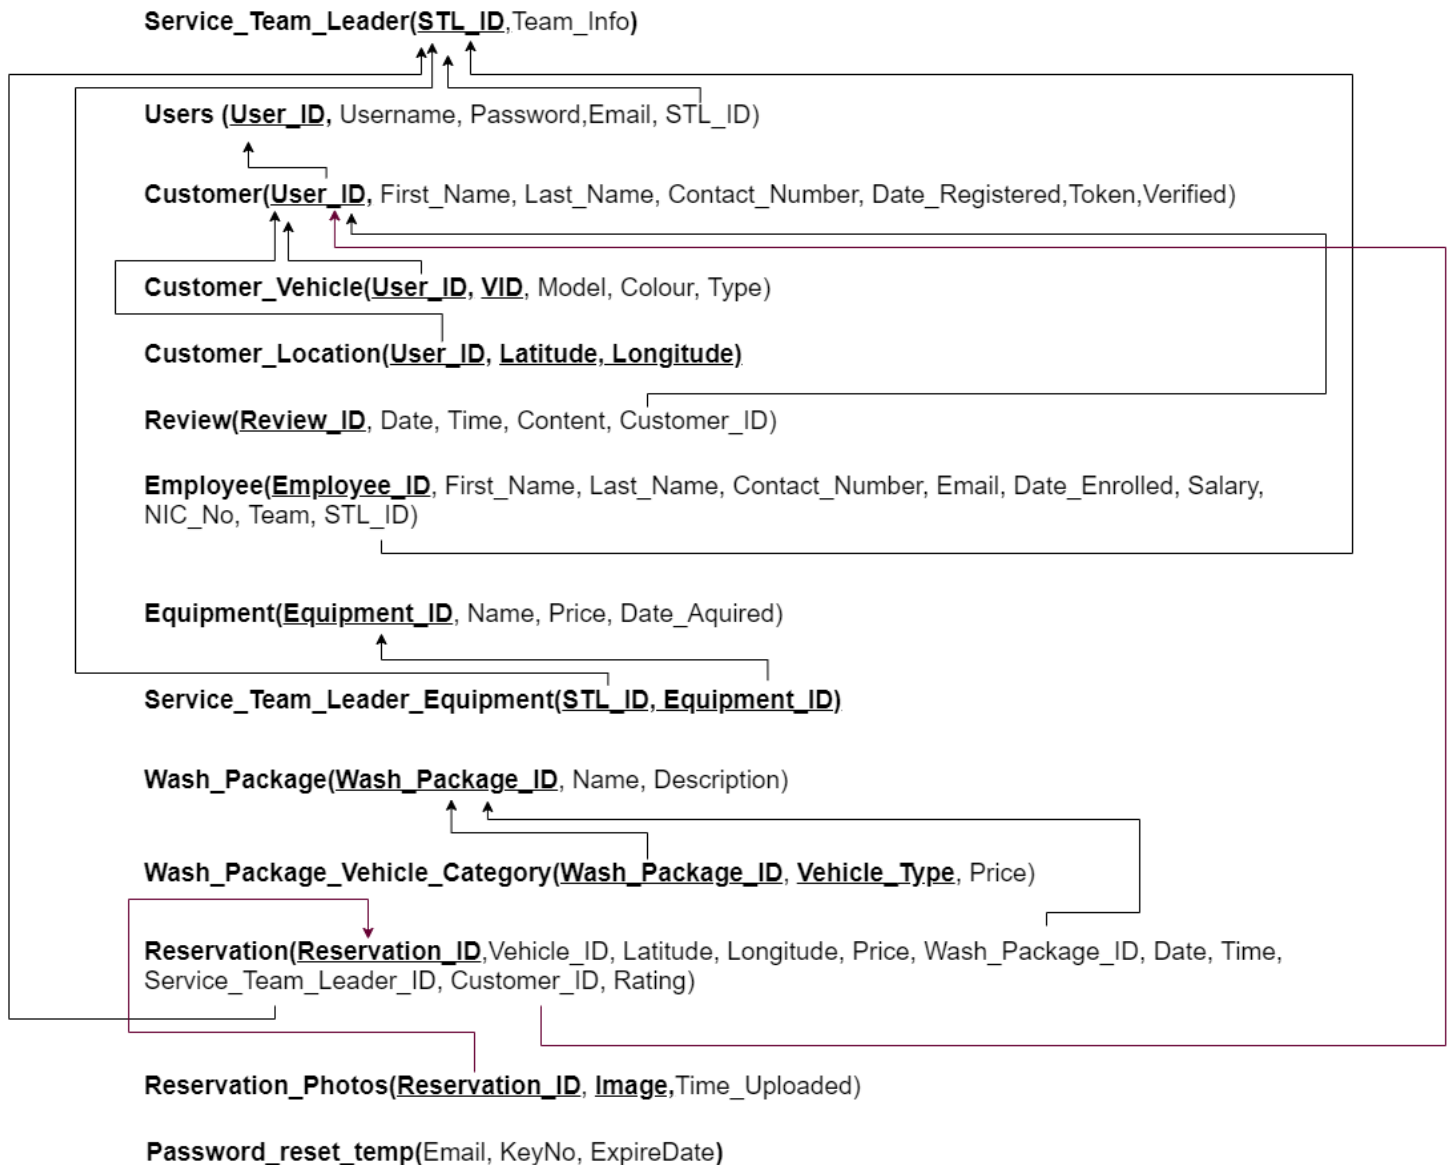 Service_Team_Leader(STL_ID,Team_Info)
Users (User_ID, Username, Password,Email, STL_ID)
Customer(User_ID, First_Name, Last_Name, Contact_Number, Date_Registered,Token,Verified)
Customer_Vehicle(User_ID, VID, Model, Colour, Type)
Customer_Location(User_ID, Latitude, Longitude)
Review(Review_ID, Date, Time, Content, Customer_ID)
Employee(Employee_ID, First_Name, Last_Name, Contact_Number, Email, Date_Enrolled, Salary,
NIC_No, Team, STL_ID)
Equipment(Equipment_ID, Name, Price, Date_Aquired)
Service_Team_Leader_Equipment(STL_ID, Equipment_ID)
Wash_Package(Wash_Package_ID, Name, Description)
Wash_Package_Vehicle_Category(Wash_Package_ID, Vehicle_Type, Price)
Reservation(Reservation_ID,Vehicle_ID, Latitude, Longitude, Price, Wash_Package_ID, Date, Time,
Service_Team_Leader_ID, Customer_ID, Rating)
Reservation_Photos(Reservation_ID, Image,Time_Uploaded)
Password_reset_temp(Email, KeyNo, ExpireDate)